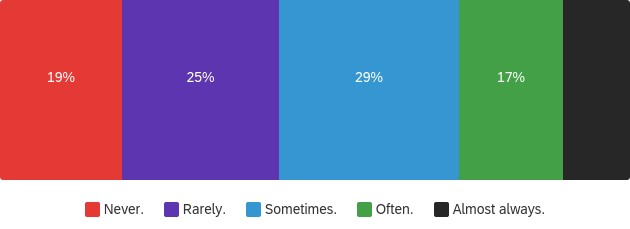 19% 25% 29% 17%
Never. Rarely. Sometimes. Often. Almost always.